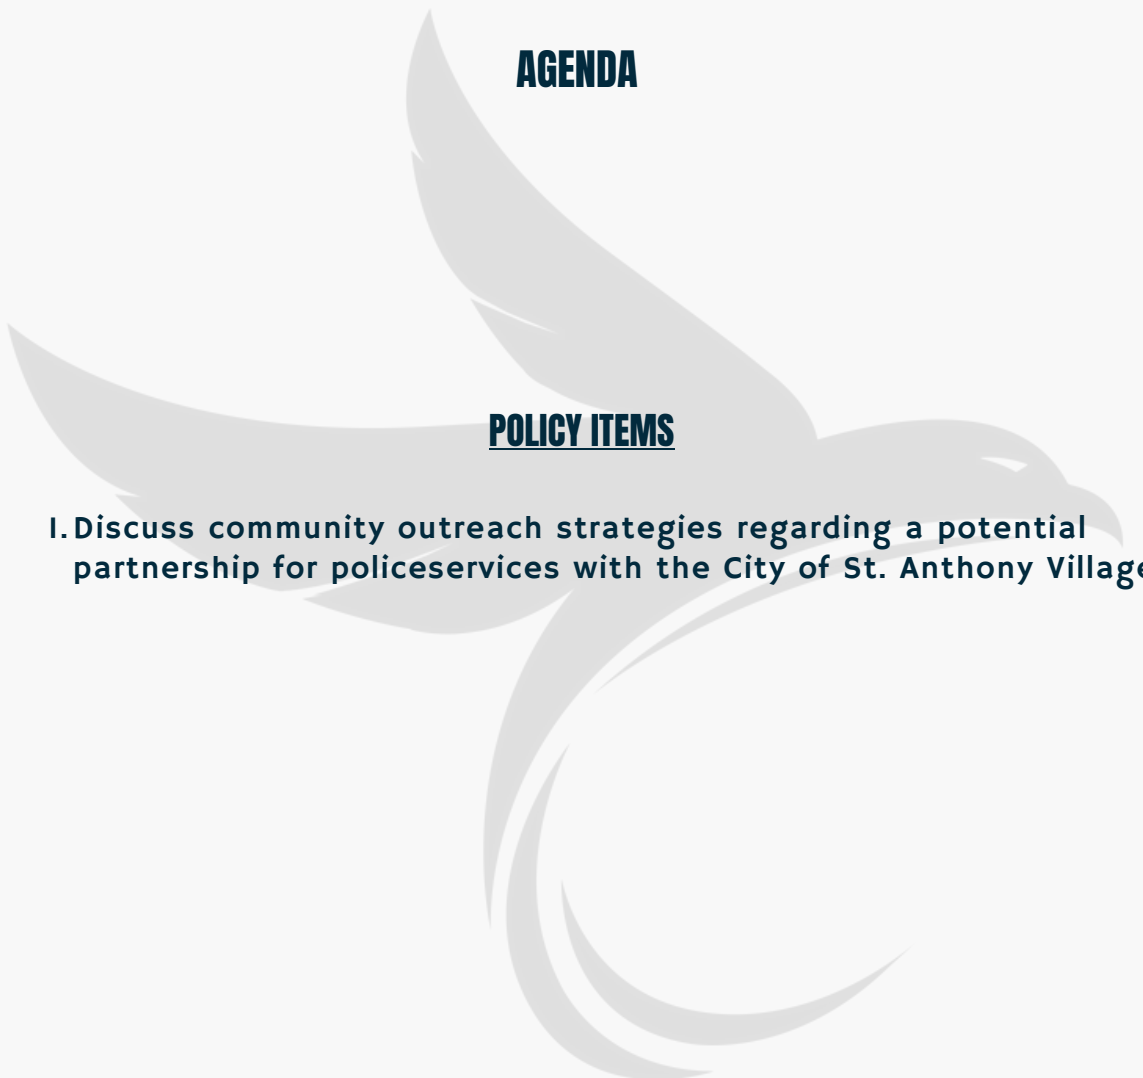 AGENDA
POLICY ITEMS
1. Discuss community outreach strategies regarding a potential
partnership for policeservices with the City of St. Anthony Village